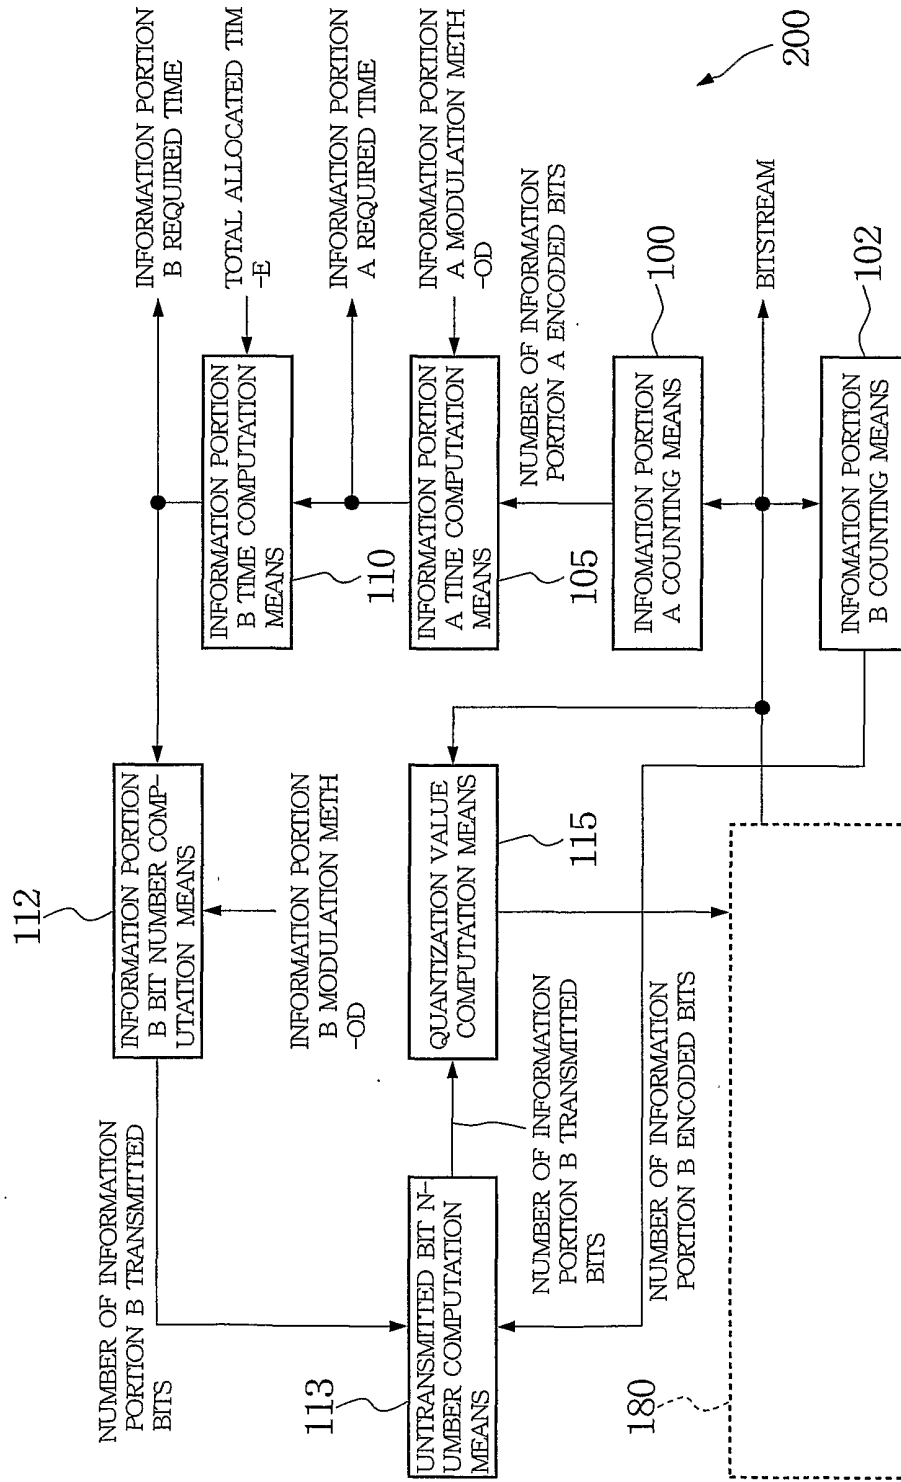 112
INFORMATION PORTION
B BIT NUMBER COMP-
UTATION MEANS
INFORMATION PORTION
B REQUIRED TIME
NUMBER OF INFORMATION
PORTION B TRANSMITTED
BITS
INFORMATION PORTION
B TIME COMPUTATION
MEANS
TOTAL ALLOCATED TIM
-E
110
INFORMATION PORTION
B MODULATION METH
-OD
INFORMATION PORTION
A REQUIRED TIME
113
UNTRANSMITTED BIT N-
UMBER COMPUTATION
MEANS
QUANTIZATION VALUE
COMPUTATION MEANS
INFORMATION PORTION
A TINE COMPUTATION
MEANS
INFORMATION PORTION
A MODULATION METH
-OD
NUMBER OF INFORMATION
PORTION B TRANSMITTED
BITS
115
105
NUMBER OF INFORMATION
PORTION A ENCODED BITS
NUMBER OF INFORMATION
PORTION B ENCODED BITS
INFOMATION PORTION
A COUNTING MEANS
100
200
180
BITSTREAM
INFOMATION PORTION
B COUNTING MEANS
102